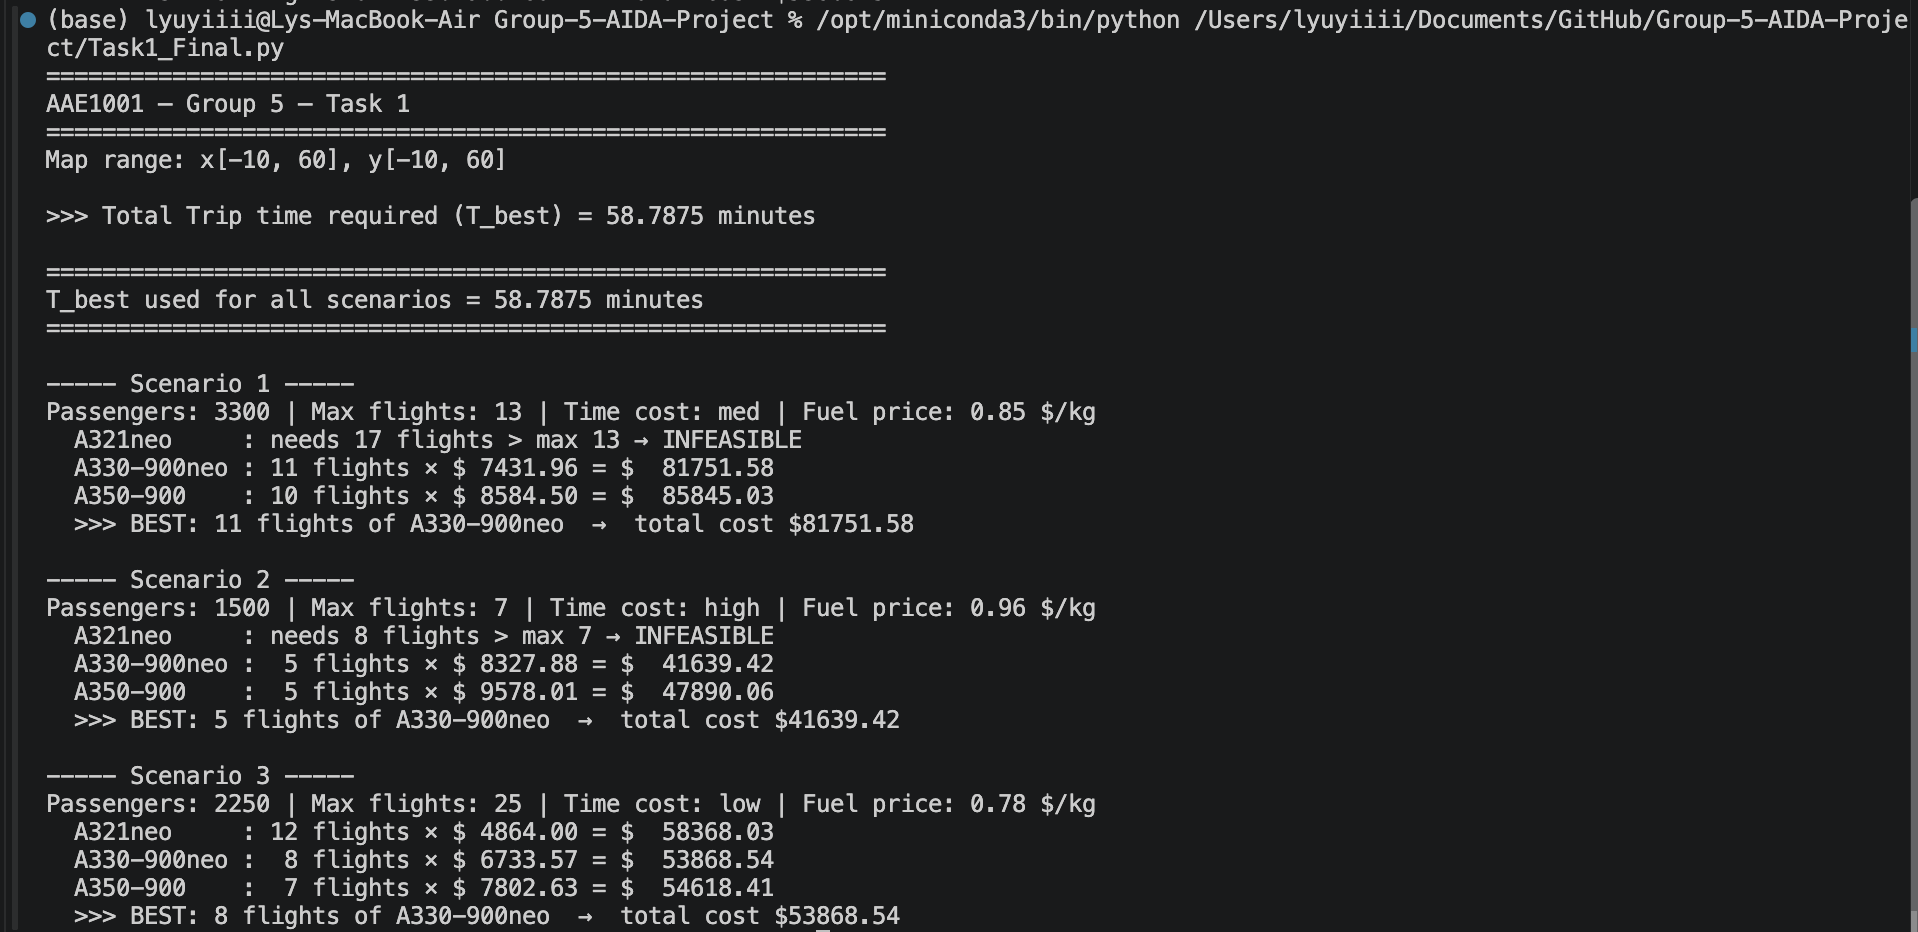 (base) lyuyiiii@Lys-MacBook-Air Group-5-AIDA-Project % /opt/miniconda3/bin/python /Users/lyuyiiii/Documents/GitHub/Group-5-AIDA-Proje
ct/Task1_Final.py
============================================================
AAE1001 – Group 5 – Task 1
============================================================
Map range: x[-10, 60], y[-10, 60]
>>> Total Trip time required (T_best) = 58.7875 minutes
============================================================
T_best used for all scenarios = 58.7875 minutes
============================================================
----- Scenario 1 -----
Passengers: 3300 | Max flights: 13 | Time cost: med | Fuel price: 0.85 $/kg
  A321neo     : needs 17 flights > max 13 → INFEASIBLE
  A330-900neo : 11 flights × $ 7431.96 = $  81751.58
  A350-900    : 10 flights × $ 8584.50 = $  85845.03
  >>> BEST: 11 flights of A330-900neo  →  total cost $81751.58
----- Scenario 2 -----
Passengers: 1500 | Max flights: 7 | Time cost: high | Fuel price: 0.96 $/kg
  A321neo     : needs 8 flights > max 7 → INFEASIBLE
  A330-900neo :  5 flights × $ 8327.88 = $  41639.42
  A350-900    :  5 flights × $ 9578.01 = $  47890.06
  >>> BEST: 5 flights of A330-900neo  →  total cost $41639.42
----- Scenario 3 -----
Passengers: 2250 | Max flights: 25 | Time cost: low | Fuel price: 0.78 $/kg
  A321neo     : 12 flights × $ 4864.00 = $  58368.03
  A330-900neo :  8 flights × $ 6733.57 = $  53868.54
  A350-900    :  7 flights × $ 7802.63 = $  54618.41
  >>> BEST: 8 flights of A330-900neo  →  total cost $53868.54